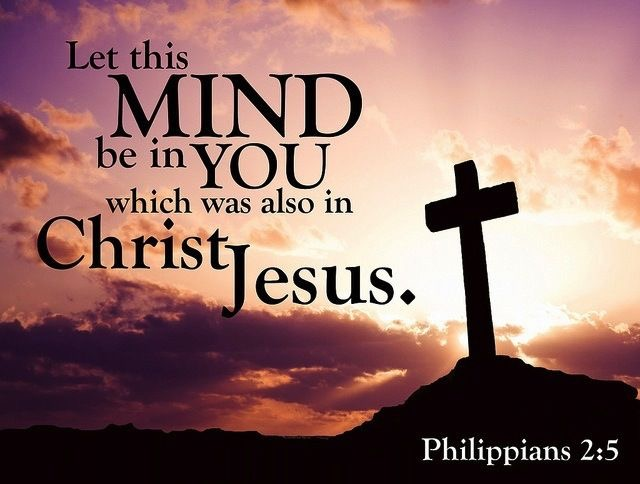 Let this
MIND
be in YOU
which was also in
Christ
Jesus.
Philippians 2:5